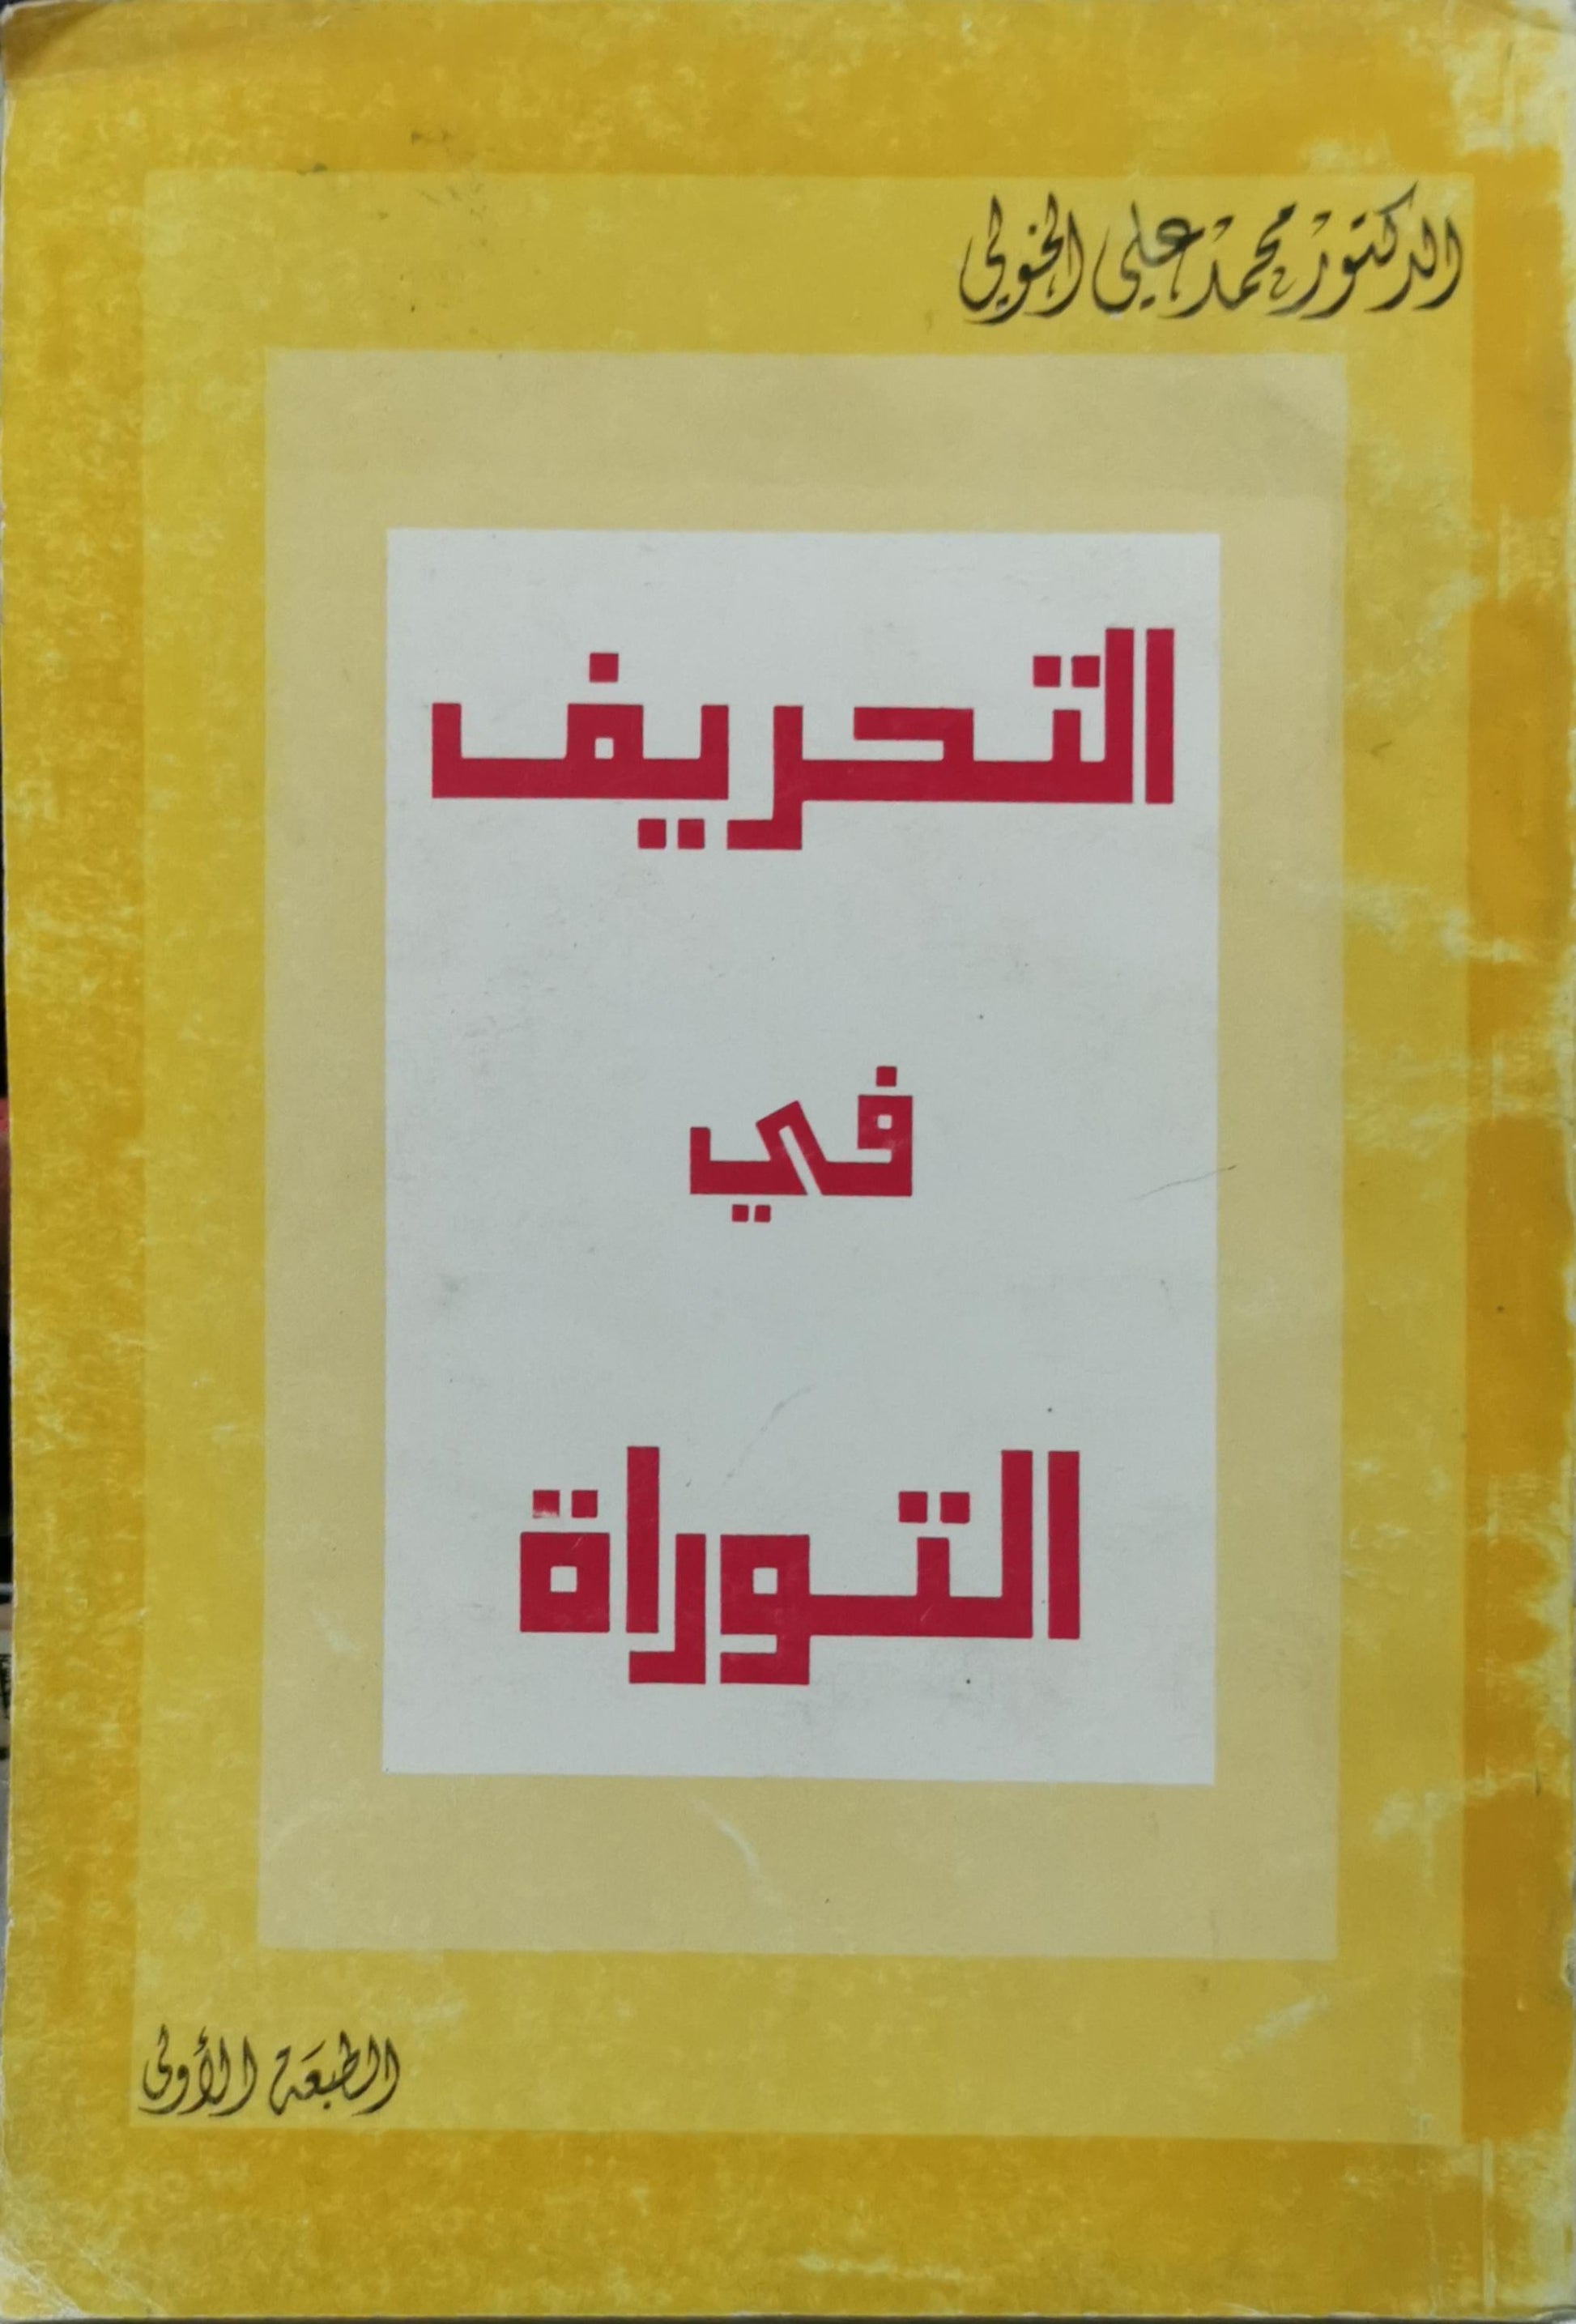 الدكتور محمد علي الخولي
التحريف
في
التوراة
الطبعة الأولى